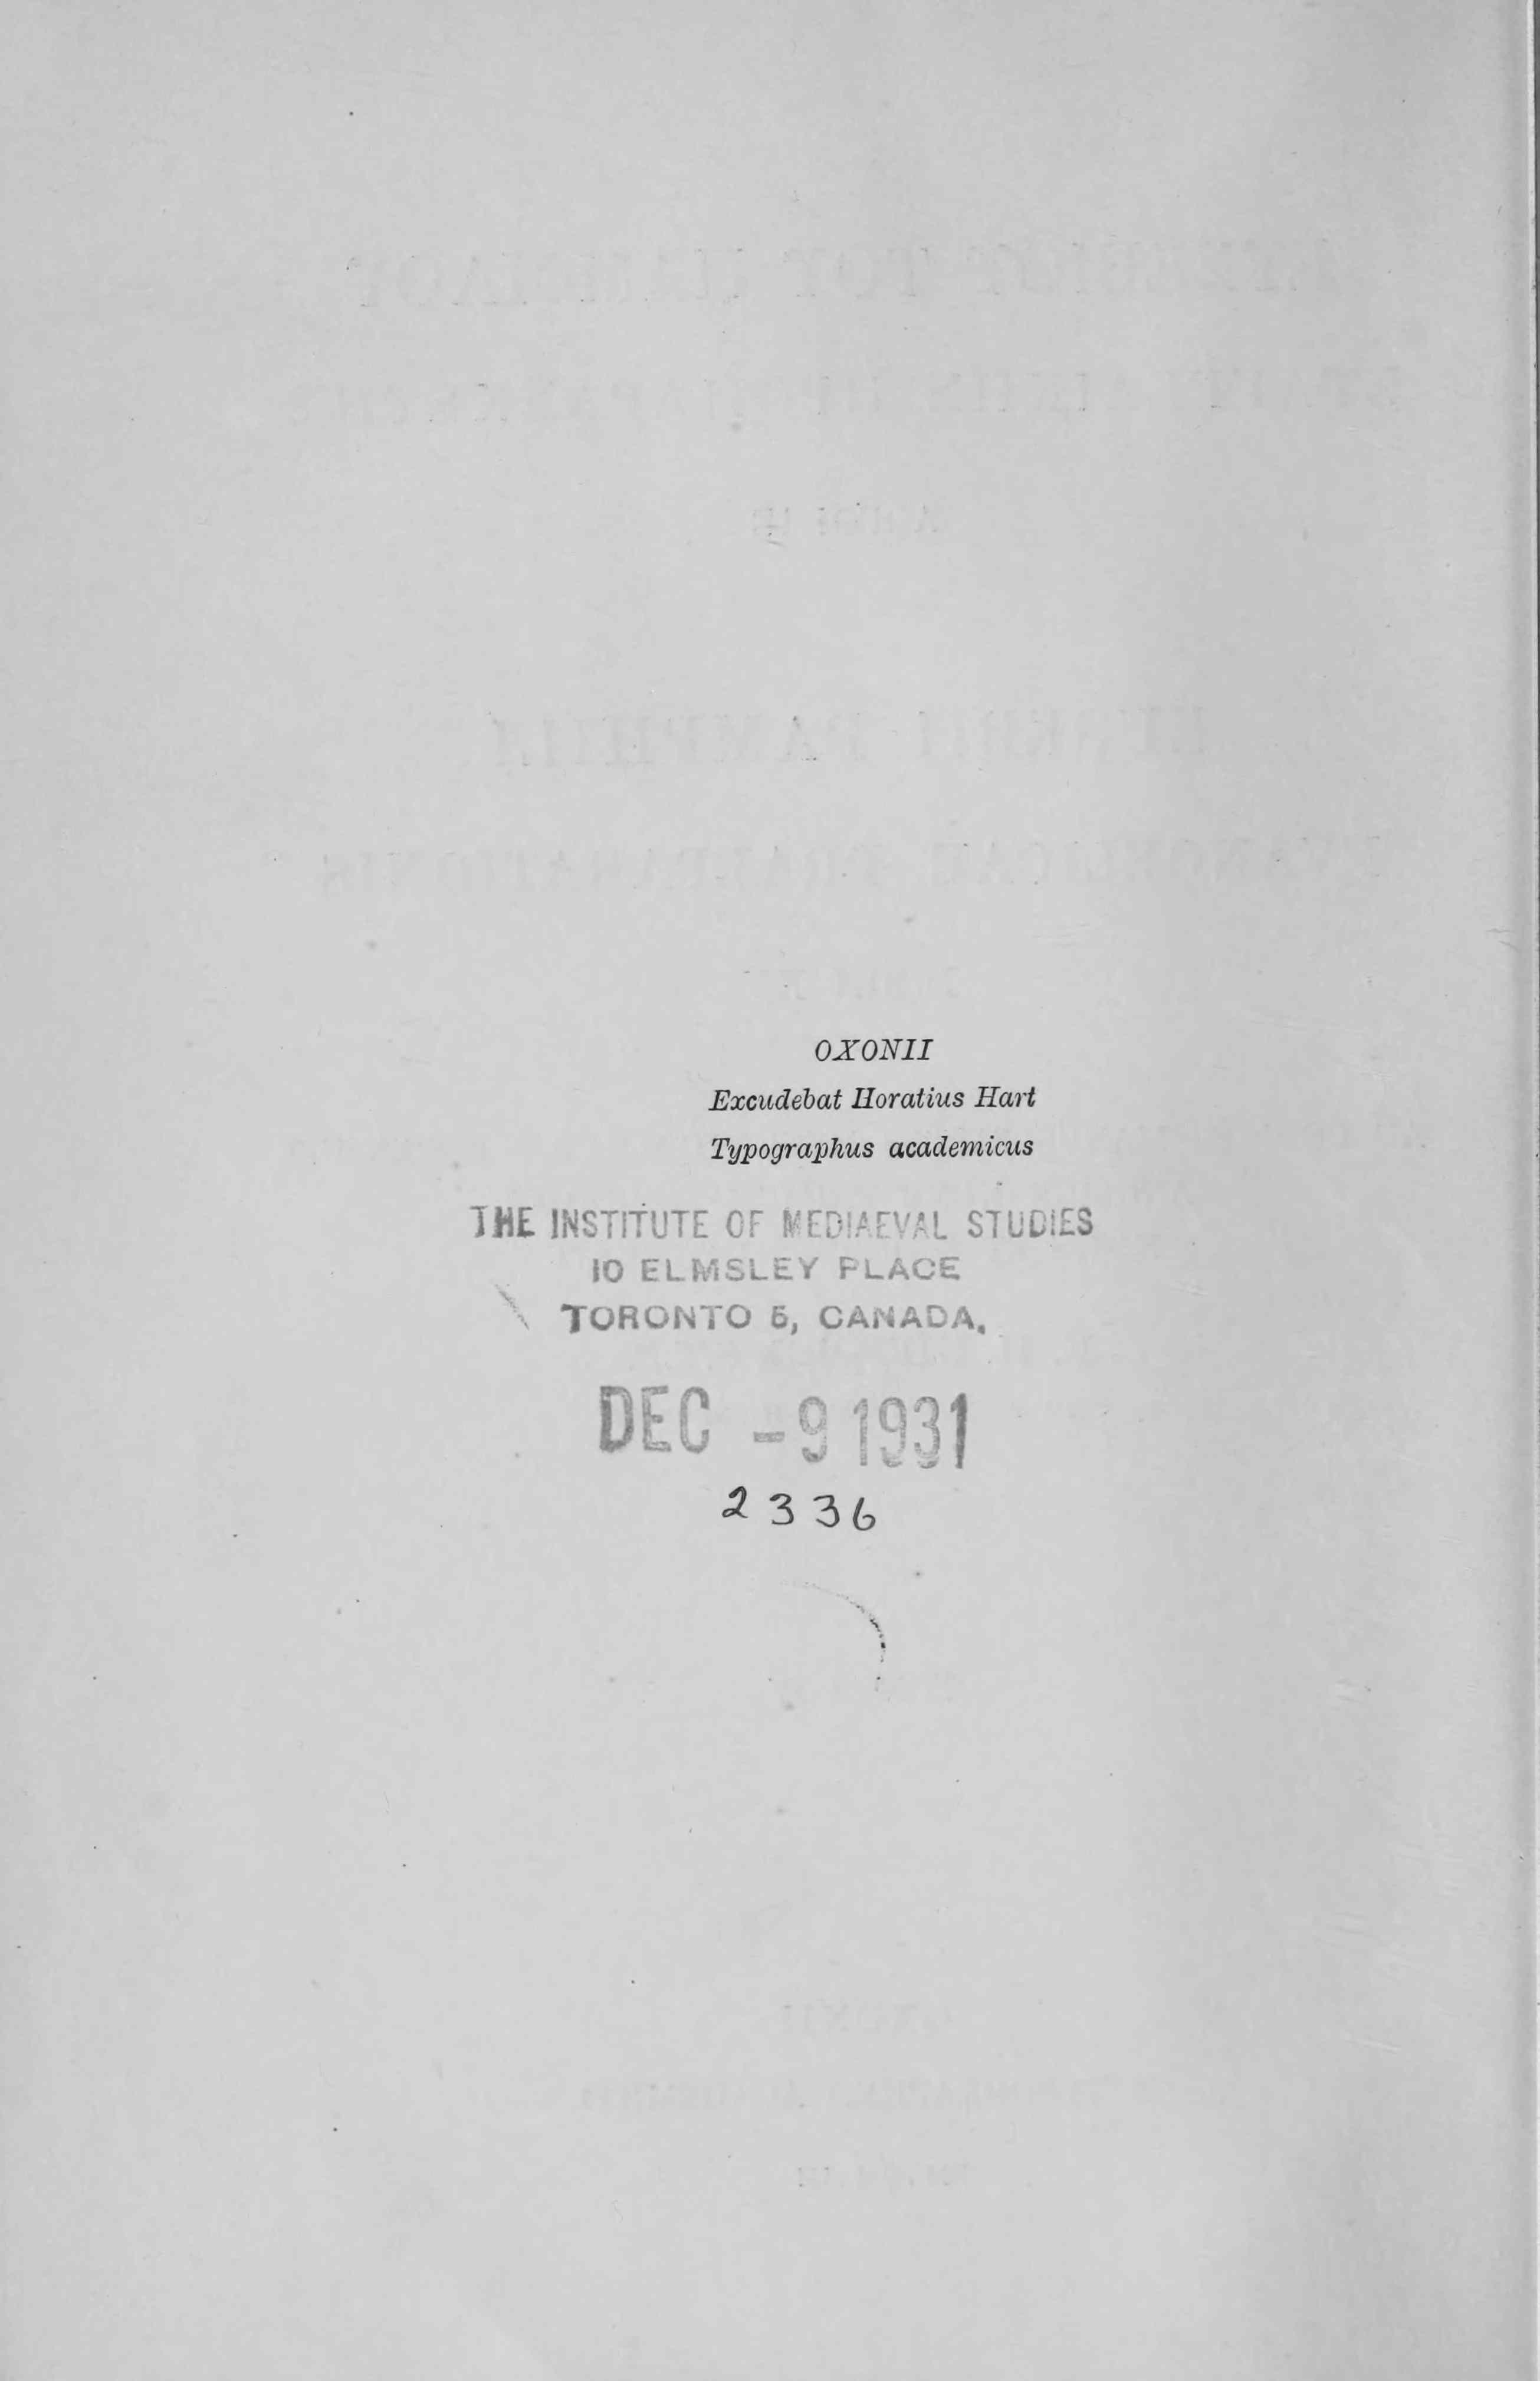 OXONII
Excudebat Horatius Hart
Typographus academicus
THE INSTITUTE OF MEDIAEVAL STUDIES
10 ELMSLEY PLACE
TORONTO 5, CANADA.
DEC -9 1931
2336